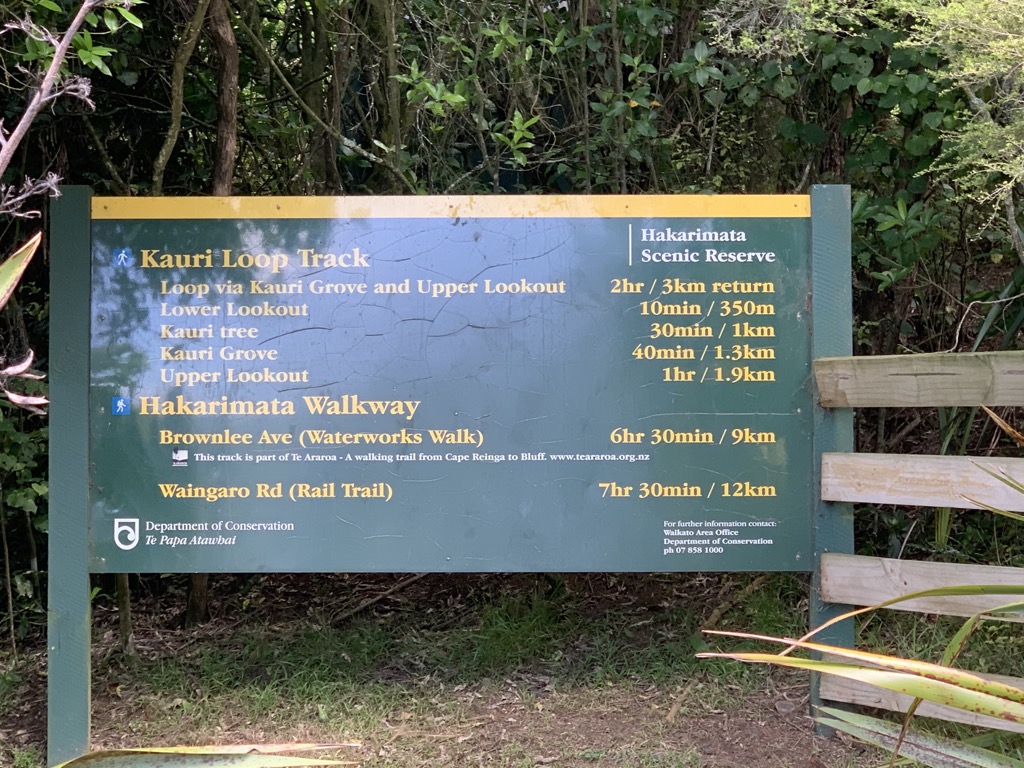 Hakarimata
Scenic Reserve
Kauri Loop Track
Loop via Kauri Grove and Upper Lookout 2hr / 3km return
Lower Lookout 10min / 350m
Kauri tree 30min / 1km
Kauri Grove 40min / 1.3km
Upper Lookout 1hr / 1.9km
Hakarimata Walkway
Brownlee Ave (Waterworks Walk) 6hr 30min / 9km
This track is part of Te Araroa - A walking trail from Cape Reinga to Bluff. www.teararoa.org.nz
Waingaro Rd (Rail Trail) 7hr 30min / 12km
Department of Conservation
Te Papa Atawhai
For further information contact:
Waikato Area Office
Department of Conservation
ph 07 858 1000